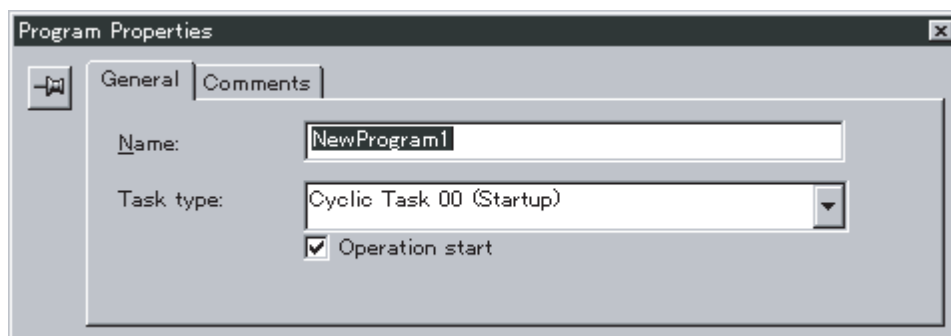 Program Properties
General Comments
Name: NewProgram1
Task type: Cyclic Task 00 (Startup)
Operation start